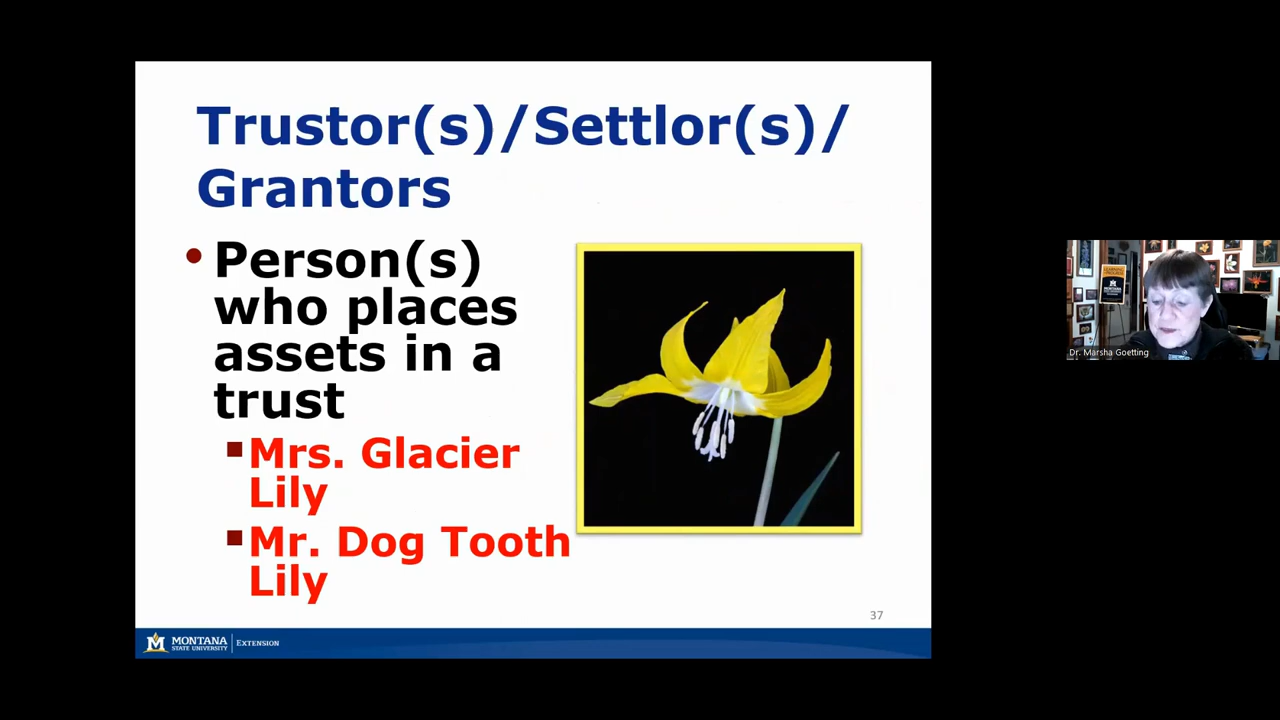 Trustor(s)/Settlor(s)/
Grantors
Person(s)
who places
assets in a
trust
Mrs. Glacier
Lily
Mr. Dog Tooth
Lily
37
MONTANA
STATE UNIVERSITY
EXTENSION
Dr. Marsha Goetting